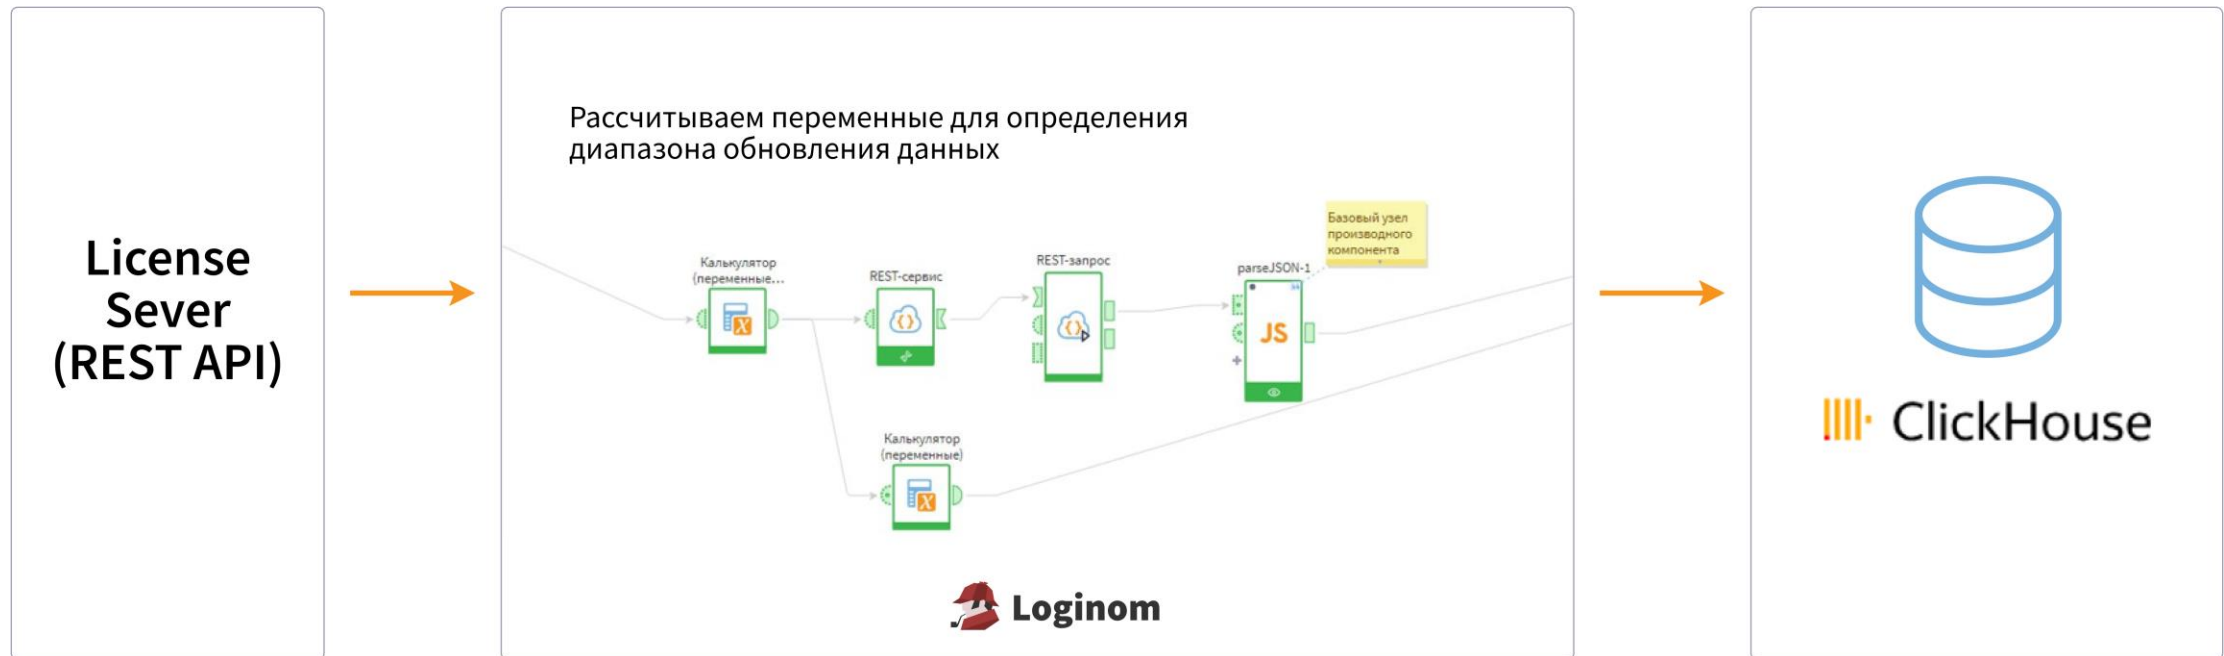 License
Sever
(REST API)
Рассчитываем переменные для определения
диапазона обновления данных
Калькулятор
(переменные...
REST-сервис
REST-запрос
parseJSON-1
Базовый узел
производного
компонента
JS
Калькулятор
(переменные)
Loginom
ClickHouse